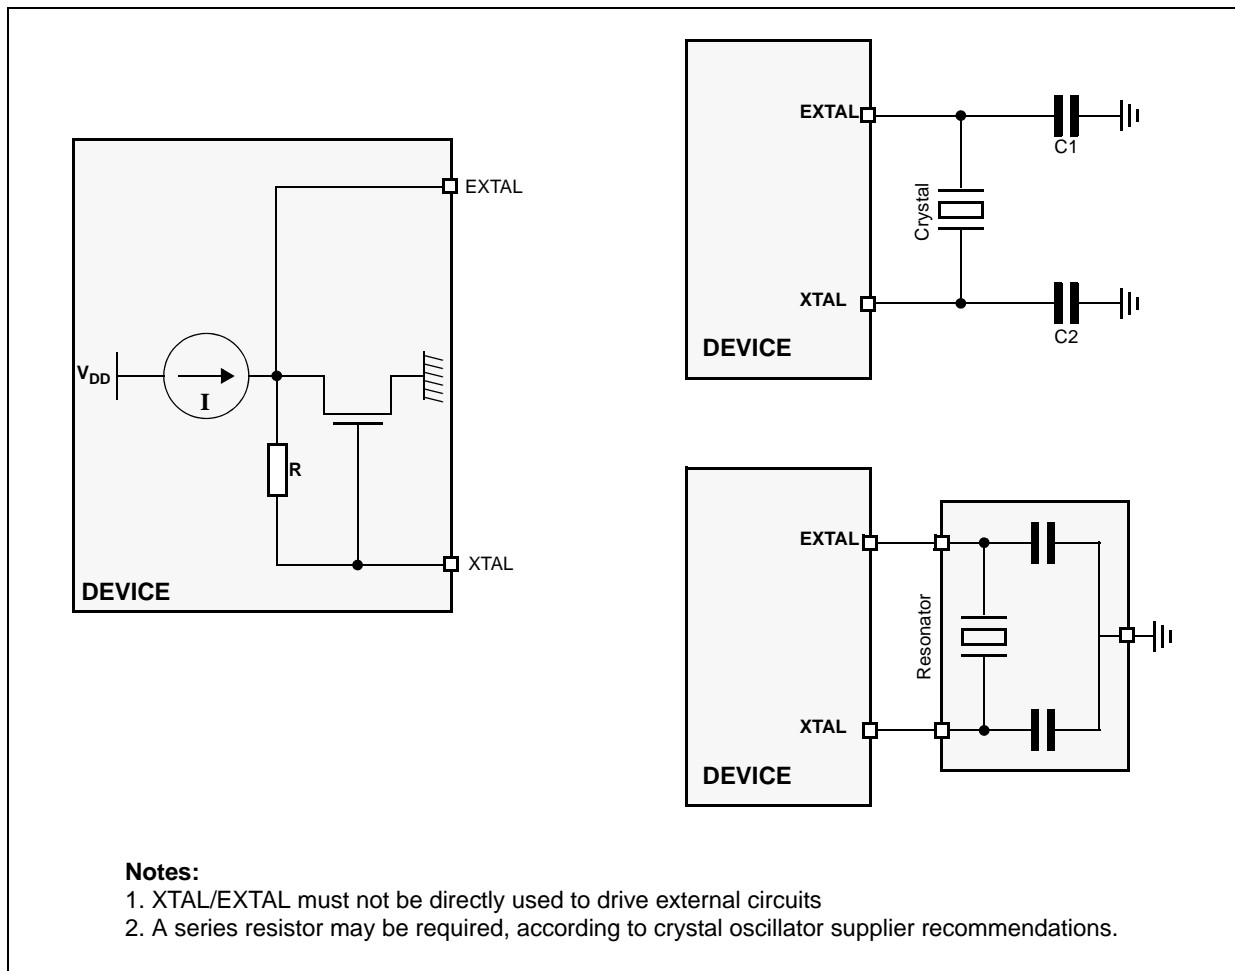 EXTAL
V_DD
I
R
XTAL
DEVICE
EXTAL
C1
Crystal
XTAL
C2
DEVICE
EXTAL
Resonator
XTAL
DEVICE
Notes:
1. XTAL/EXTAL must not be directly used to drive external circuits
2. A series resistor may be required, according to crystal oscillator supplier recommendations.